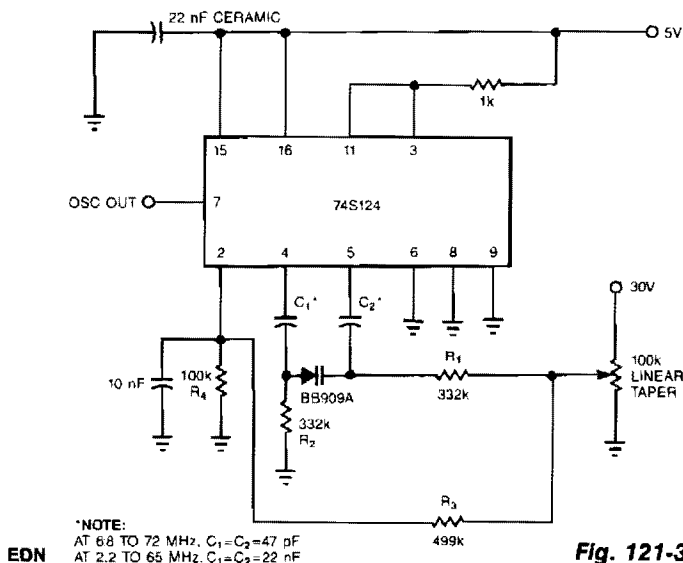 22 nF CERAMIC
5V
1k
15
16
11
3
OSC OUT
7
74S124
2
4
5
6
8
9
C₁*
C₂*
30V
10 nF
100k
R₄
BB909A
R₁
332k
100k
LINEAR
TAPER
332k
R₂
R₃
499k
*NOTE:
AT 6.8 TO 72 MHz, C₁=C₂=47 pF
EDN
AT 2.2 TO 65 MHz, C₁=C₂=22 nF
Fig. 121-3